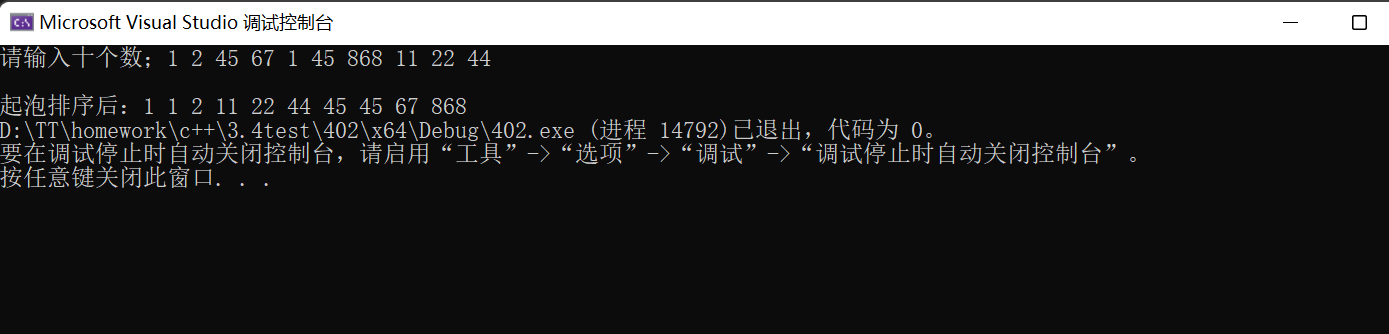 Microsoft Visual Studio 调试控制台
请输入十个数；1 2 45 67 1 45 868 11 22 44
起泡排序后：1 1 2 11 22 44 45 45 67 868
D:\TT\homework\c++\3.4test\402\x64\Debug\402.exe (进程 14792)已退出，代码为 0。
要在调试停止时自动关闭控制台，请启用“工具”->“选项”->“调试”->“调试停止时自动关闭控制台”。
按任意键关闭此窗口. . .